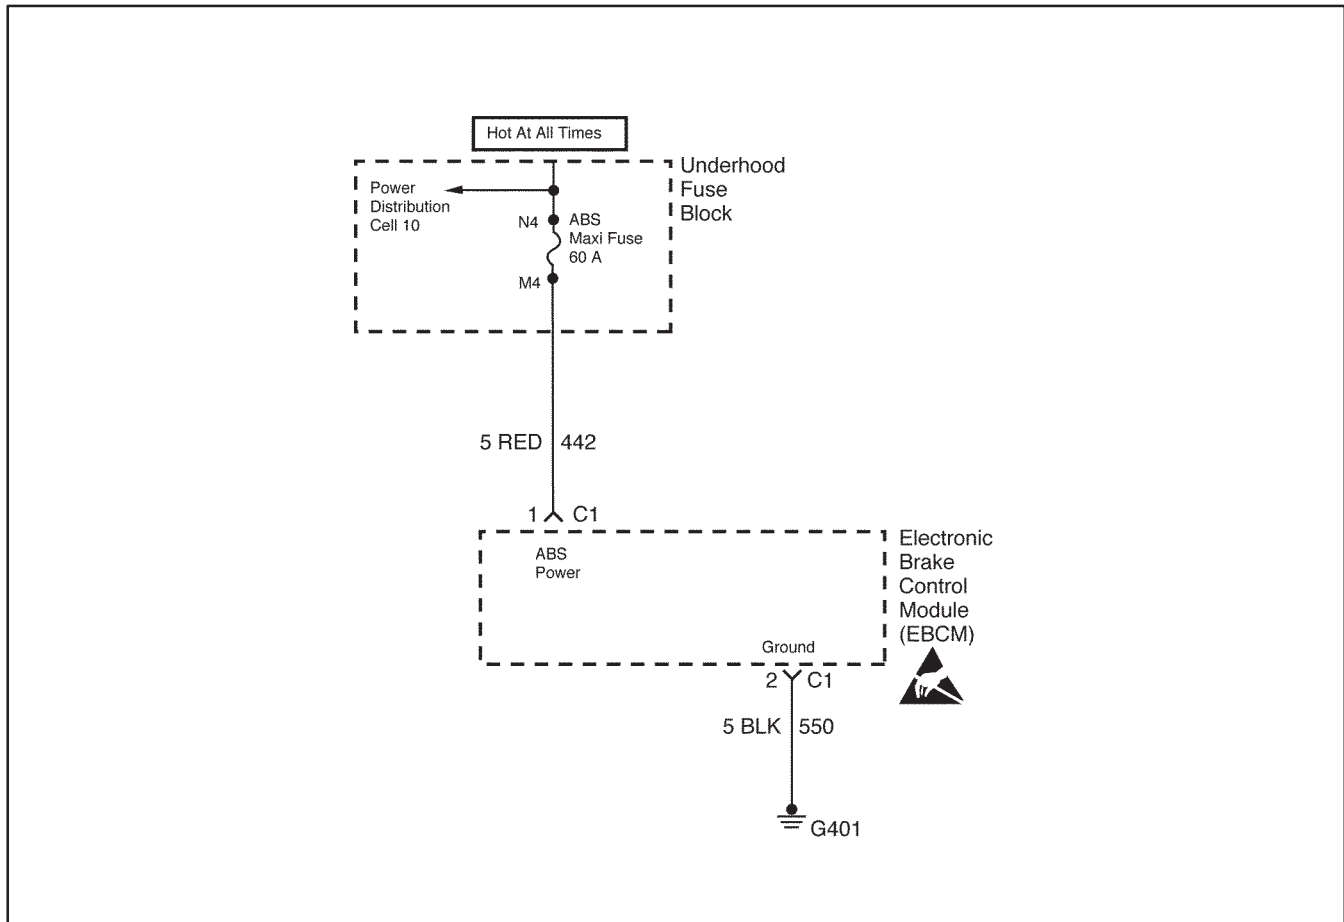 Hot At All Times
Underhood
Fuse
Block
Power
Distribution
Cell 10
N4
ABS
Maxi Fuse
60 A
M4
5 RED 442
1 C1
ABS
Power
Electronic
Brake
Control
Module
(EBCM)
Ground
2 C1
5 BLK 550
G401